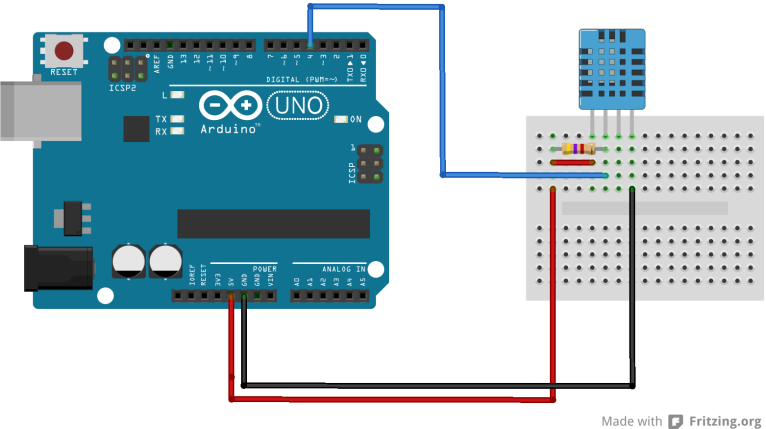 RESET
ICSP2
AREF
GND
13
12
~11
~10
~9
8
7
~6
~5
4
~3
2
TX0▶1
RX0◀0
DIGITAL (PWM=~)
L
TX
RX
Arduino™
UNO
ON
1
ICSP
IOREF
RESET
3V3
5V
GND
GND
VIN
POWER
ANALOG IN
A0
A1
A2
A3
A4
A5
Made with Fritzing.org